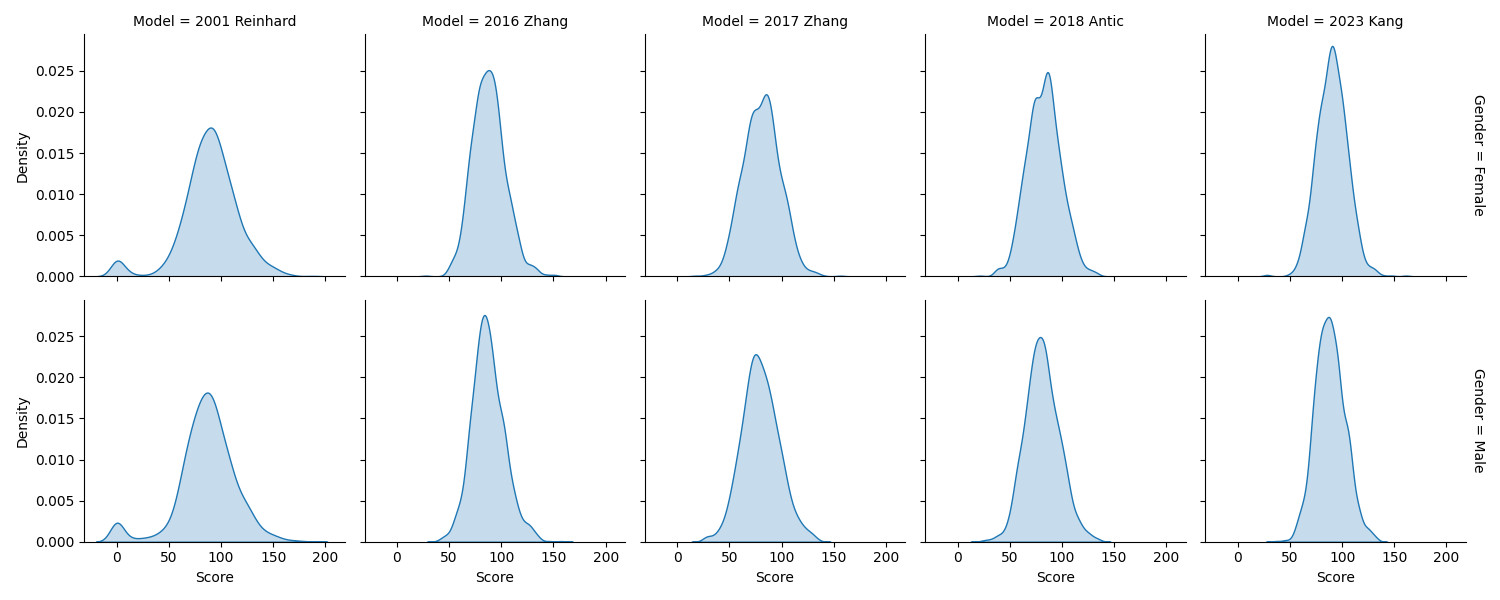 Model = 2001 Reinhard
Model = 2016 Zhang
Model = 2017 Zhang
Model = 2018 Antic
Model = 2023 Kang
Density
0.025
0.020
0.015
0.010
0.005
0.000
Gender = Female
Density
0.025
0.020
0.015
0.010
0.005
0.000
Gender = Male
0 50 100 150 200
0 50 100 150 200
0 50 100 150 200
0 50 100 150 200
0 50 100 150 200
Score
Score
Score
Score
Score